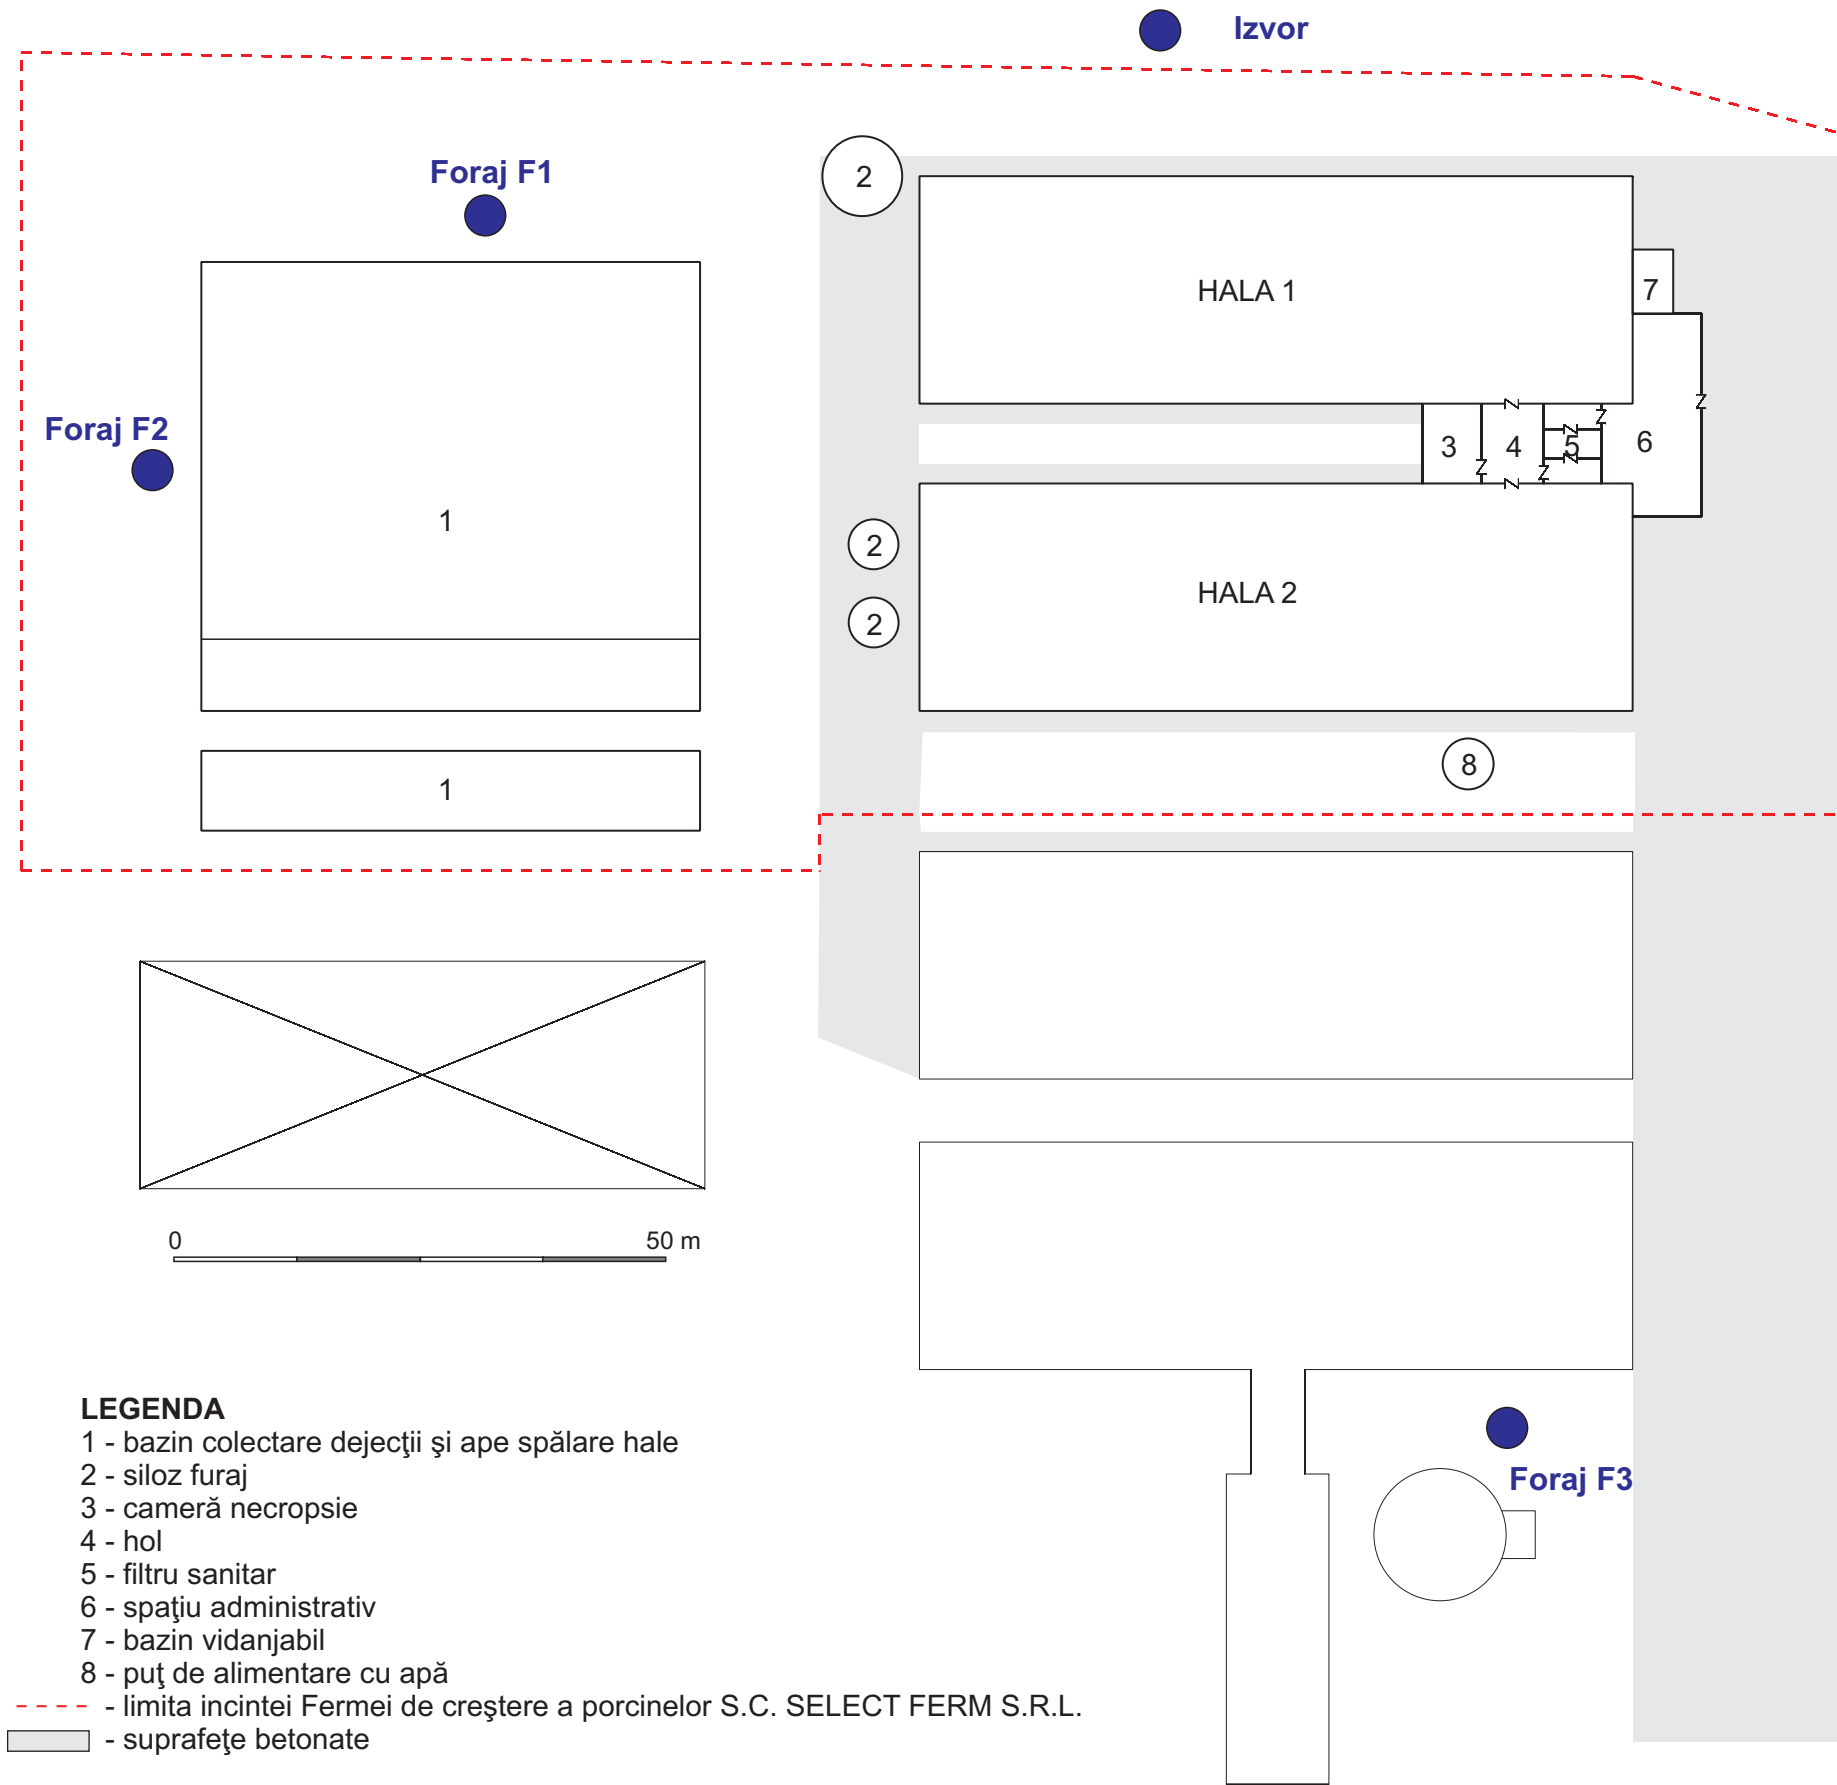 Izvor
Foraj F1
2
HALA 1
7
Foraj F2
3
4
5
6
1
2
HALA 2
2
8
1
0
50 m
LEGENDA
1 - bazin colectare dejecţii şi ape spălare hale
2 - siloz furaj
3 - cameră necropsie
4 - hol
5 - filtru sanitar
6 - spaţiu administrativ
7 - bazin vidanjabil
8 - puţ de alimentare cu apă
- limita incintei Fermei de creştere a porcinelor S.C. SELECT FERM S.R.L.
- suprafeţe betonate
Foraj F3